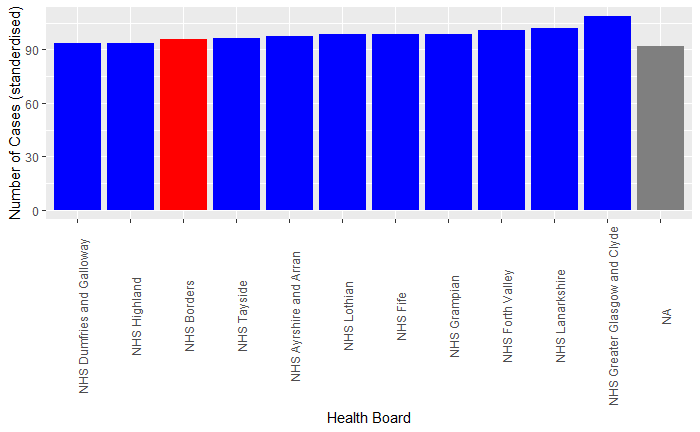 Number of Cases (standerdised)
90
60
30
0
NHS Dumfries and Galloway
NHS Highland
NHS Borders
NHS Tayside
NHS Ayrshire and Arran
NHS Lothian
NHS Fife
NHS Grampian
NHS Forth Valley
NHS Lanarkshire
NHS Greater Glasgow and Clyde
NA
Health Board